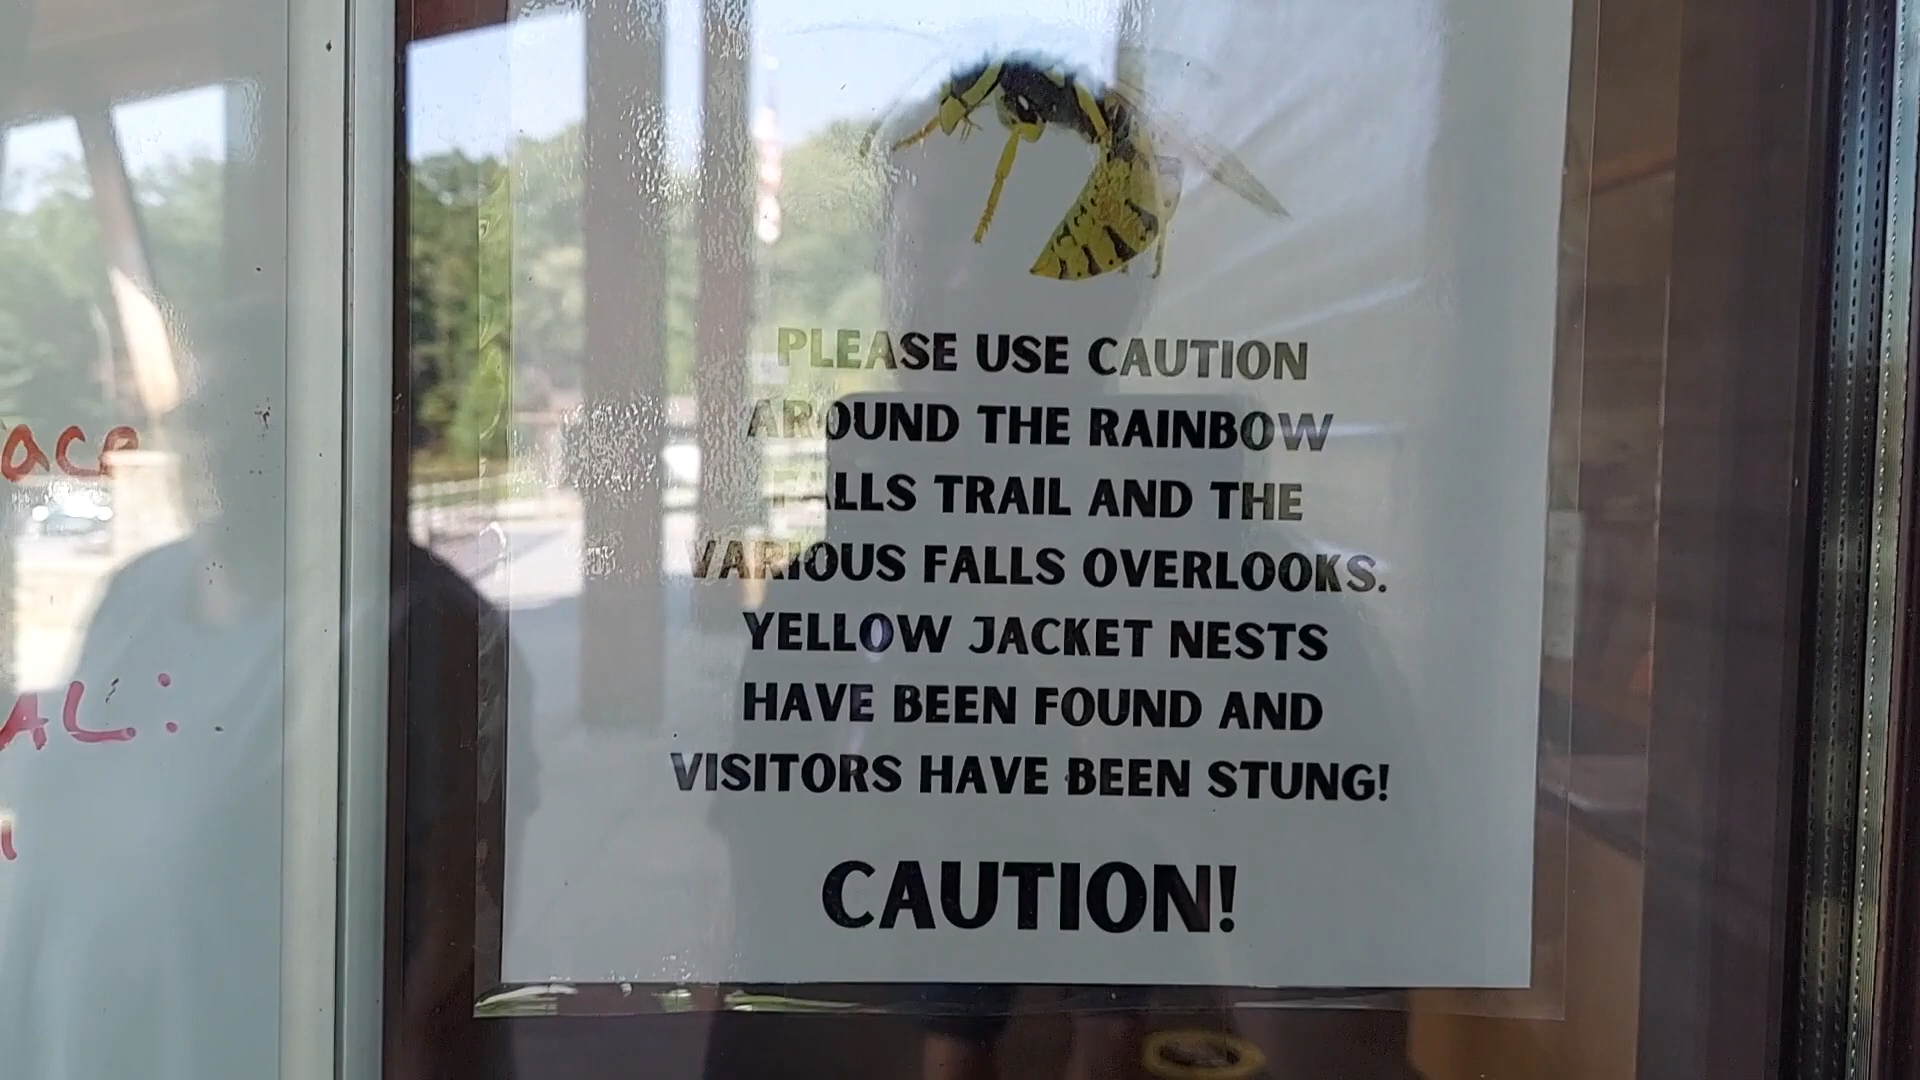 PLEASE USE CAUTION
AROUND THE RAINBOW
FALLS TRAIL AND THE
VARIOUS FALLS OVERLOOKS.
YELLOW JACKET NESTS
HAVE BEEN FOUND AND
VISITORS HAVE BEEN STUNG!
CAUTION!